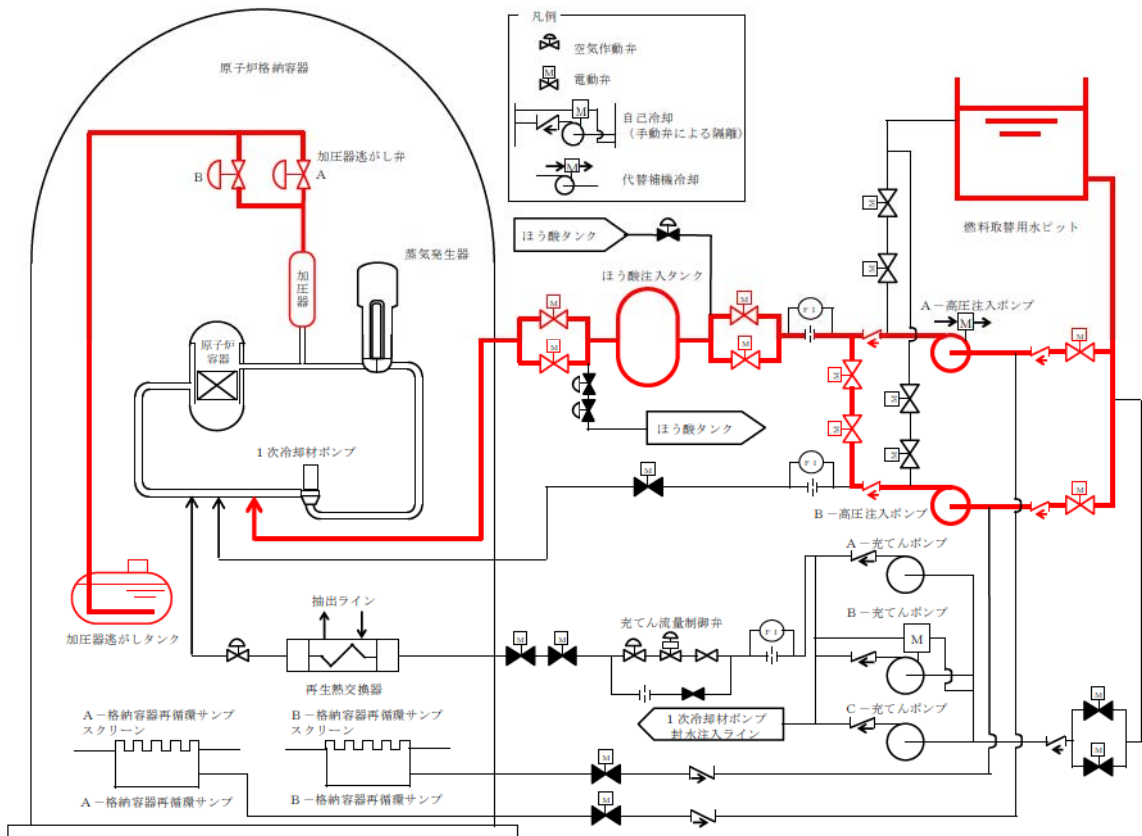 凡例
空気作動弁
M
電動弁
M
自己冷却
(手動弁による隔離)
M
代替補機冷却
原子炉格納容器
加圧器逃がし弁
B
A
加圧器
蒸気発生器
原子炉
容器
1次冷却材ポンプ
加圧器逃がしタンク
ほう酸タンク
ほう酸注入タンク
M
M
M
M
FI
ほう酸タンク
M
M
燃料取替用水ピット
A-高圧注入ポンプ
M
M
M
M
M
M
M
FI
M
B-高圧注入ポンプ
A-充てんポンプ
B-充てんポンプ
M
C-充てんポンプ
抽出ライン
再生熱交換器
M
M
充てん流量制御弁
FI
1次冷却材ポンプ
封水注入ライン
M
M
A-格納容器再循環サンプ
スクリーン
B-格納容器再循環サンプ
スクリーン
A-格納容器再循環サンプ
B-格納容器再循環サンプ
M
M